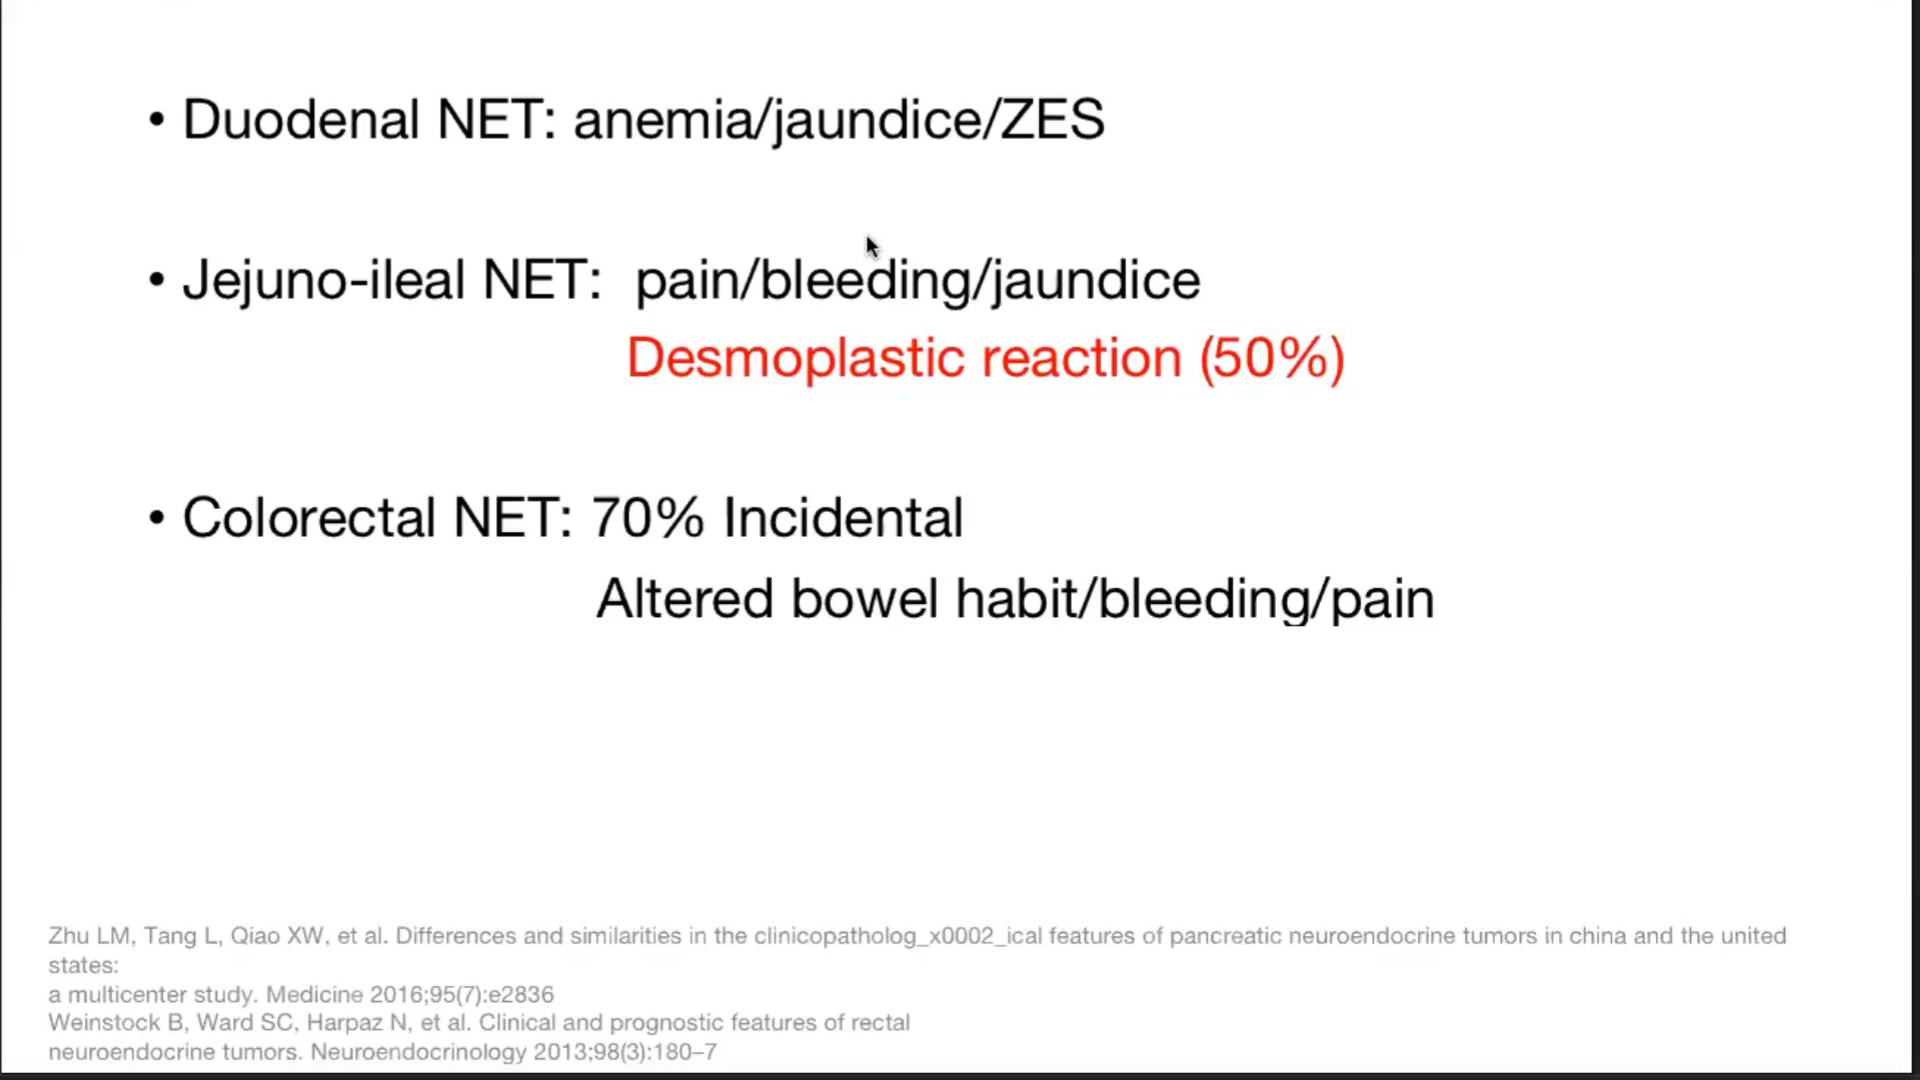 • Duodenal NET: anemia/jaundice/ZES
• Jejuno-ileal NET: pain/bleeding/jaundice
Desmoplastic reaction (50%)
• Colorectal NET: 70% Incidental
Altered bowel habit/bleeding/pain
Zhu LM, Tang L, Qiao XW, et al. Differences and similarities in the clinicopatholog_x0002_ical features of pancreatic neuroendocrine tumors in china and the united
states:
a multicenter study. Medicine 2016;95(7):e2836
Weinstock B, Ward SC, Harpaz N, et al. Clinical and prognostic features of rectal
neuroendocrine tumors. Neuroendocrinology 2013;98(3):180–7